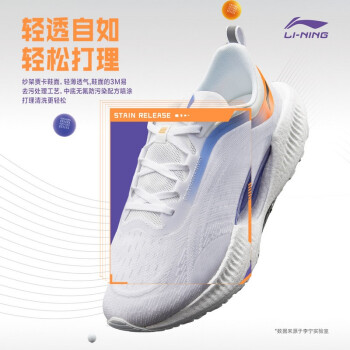 轻透自如
轻松打理
LI-NING
纱架贾卡鞋面，轻薄透气，鞋面的3M易
去污处理工艺、中底无氮防污染配方喷涂
打理清洗更轻松
STAIN RELEASE
*数据来源于李宁实验室